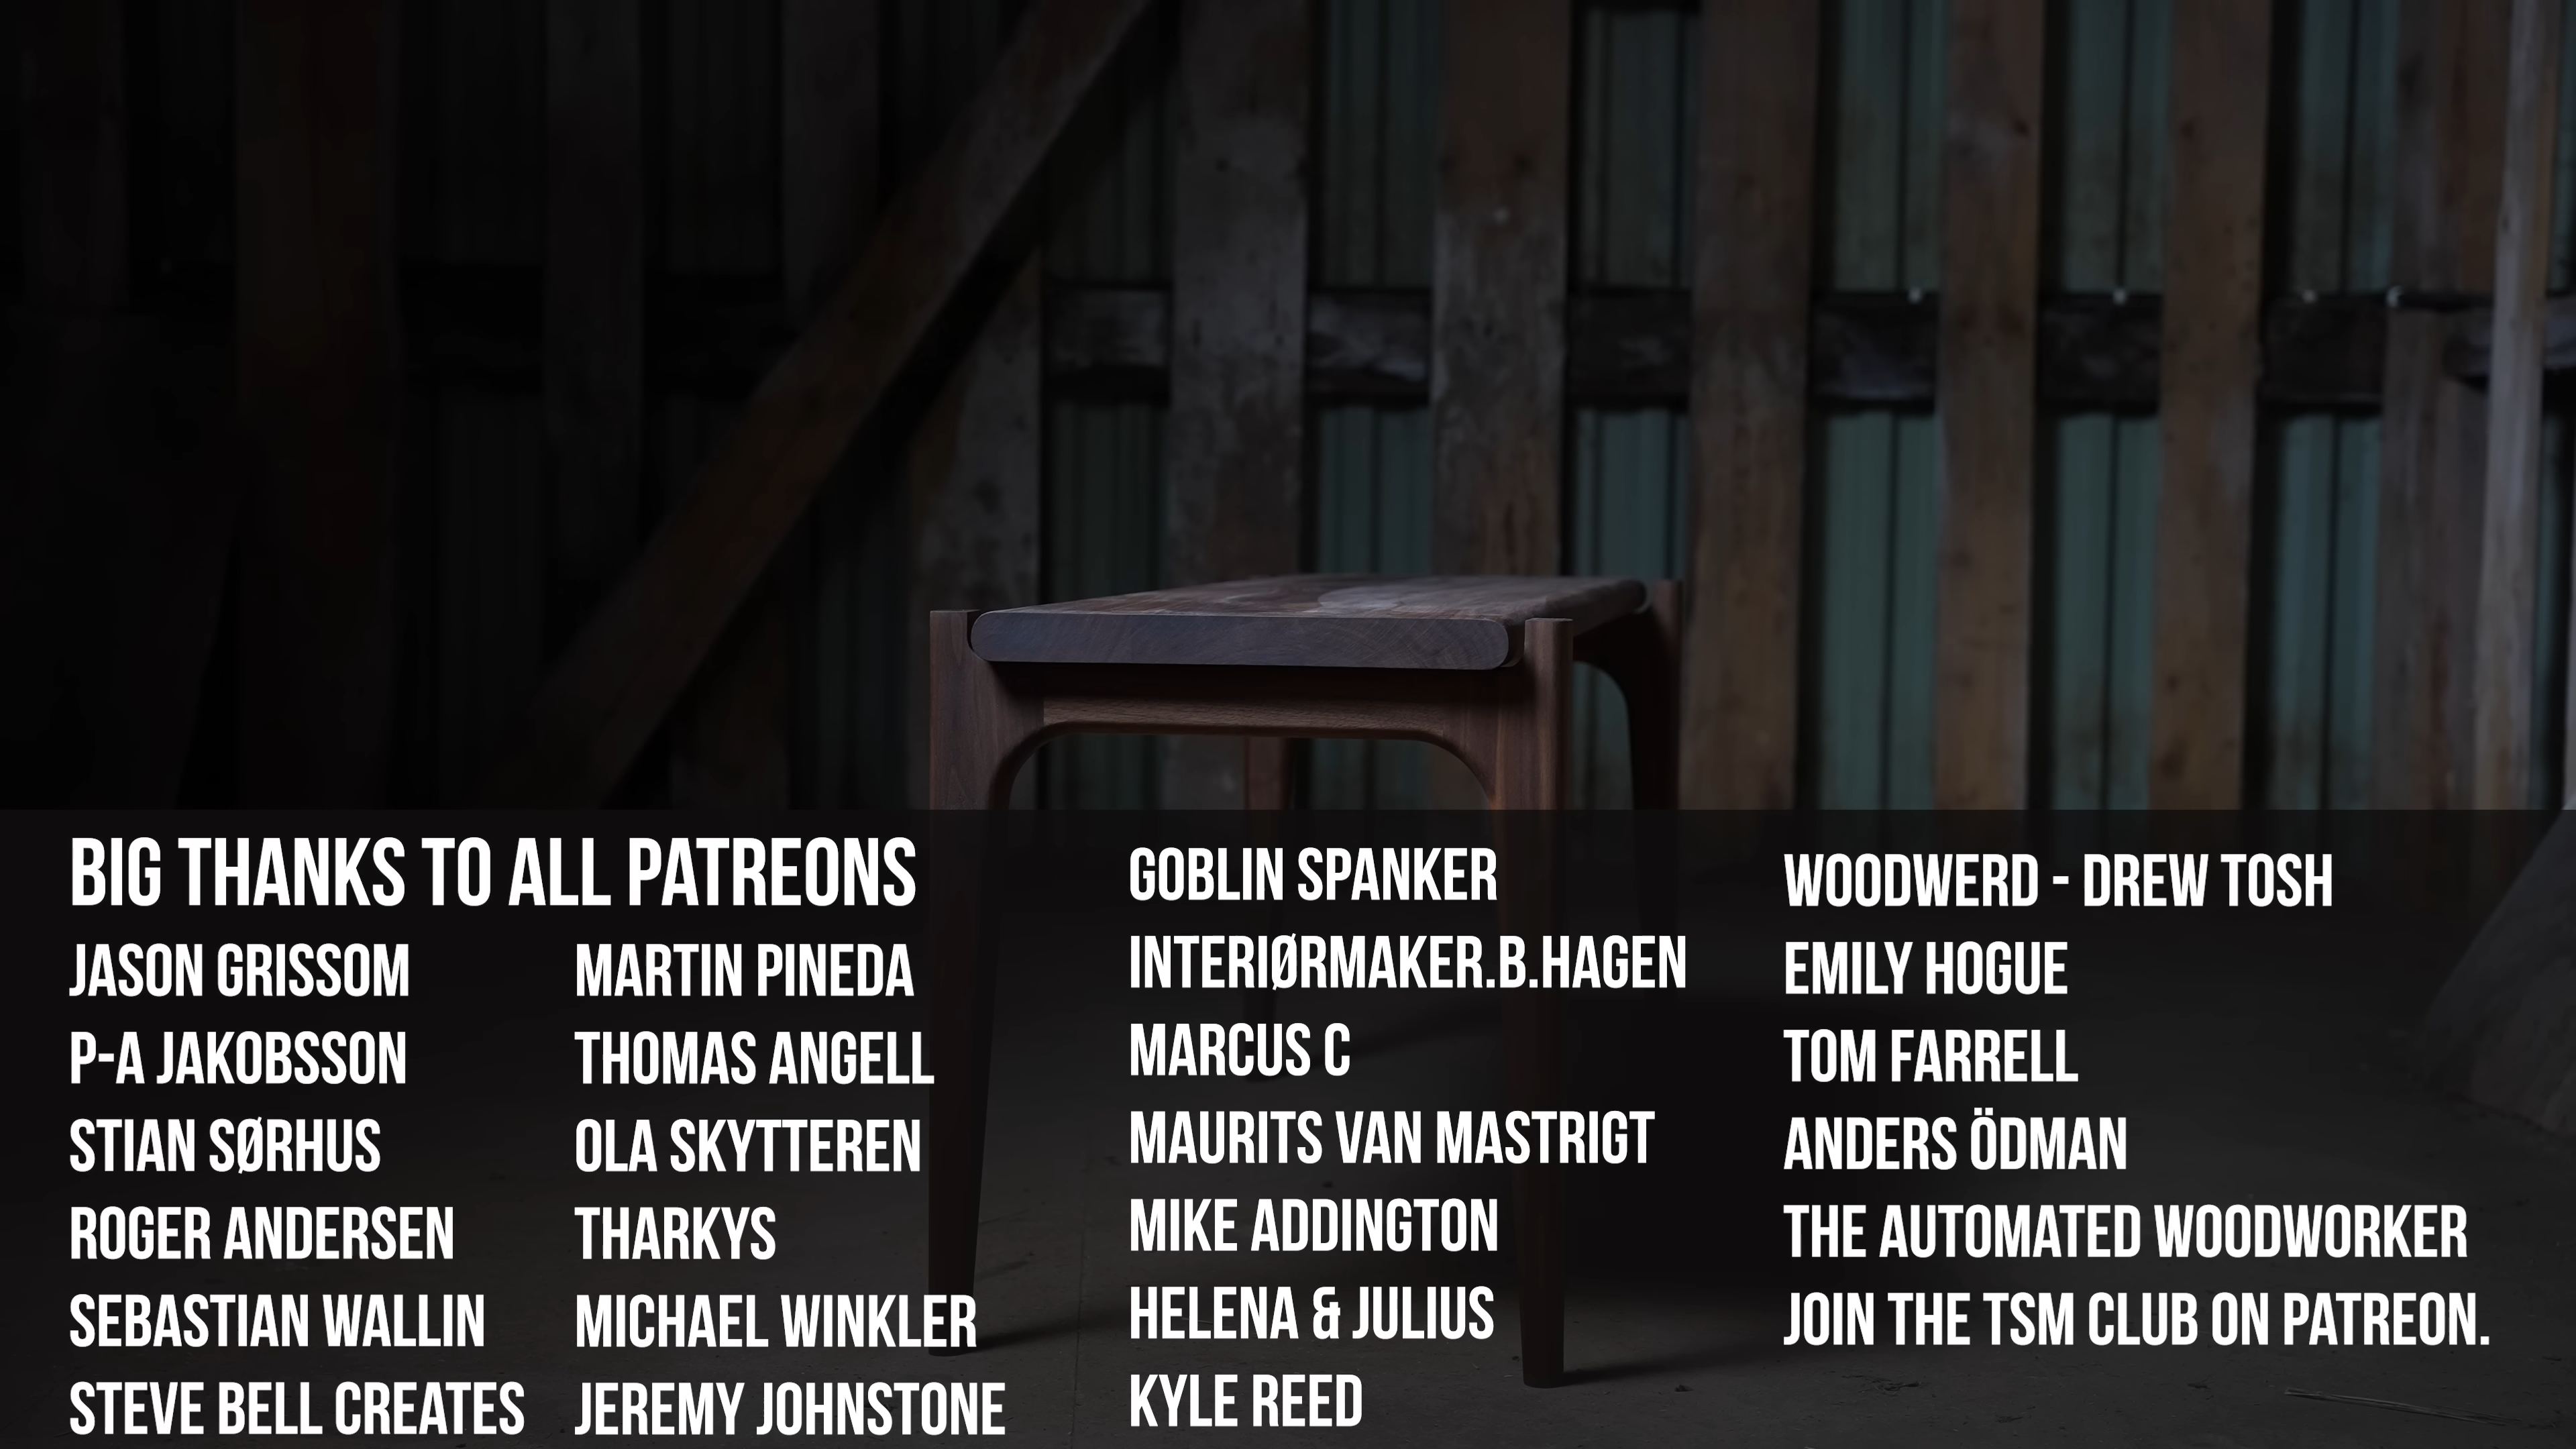 BIG THANKS TO ALL PATREONS
JASON GRISSOM
P-A JAKOBSSON
STIAN SØRHUS
ROGER ANDERSEN
SEBASTIAN WALLIN
STEVE BELL CREATES
MARTIN PINEDA
THOMAS ANGELL
OLA SKYTTEREN
THARKYS
MICHAEL WINKLER
JEREMY JOHNSTONE
GOBLIN SPANKER
INTERIØRMAKER.B.HAGEN
MARCUS C
MAURITS VAN MASTRIGT
MIKE ADDINGTON
HELENA & JULIUS
KYLE REED
WOODWERD - DREW TOSH
EMILY HOGUE
TOM FARRELL
ANDERS ÖDMAN
THE AUTOMATED WOODWORKER
JOIN THE TSM CLUB ON PATREON.